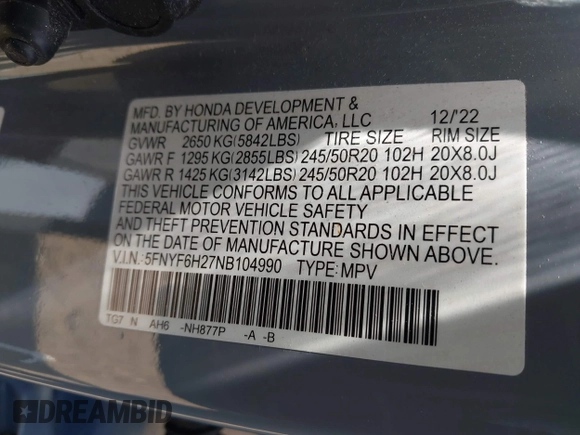 MFD. BY HONDA DEVELOPMENT &
MANUFACTURING OF AMERICA, LLC 12/'22
GVWR 2650 KG(5842LBS) TIRE SIZE RIM SIZE
GAWR F 1295 KG(2855LBS) 245/50R20 102H 20X8.0J
GAWR R 1425 KG(3142LBS) 245/50R20 102H 20X8.0J
THIS VEHICLE CONFORMS TO ALL APPLICABLE
FEDERAL MOTOR VEHICLE SAFETY
AND THEFT PREVENTION STANDARDS IN EFFECT
ON THE DATE OF MANUFACTURE SHOWN ABOVE.
V.I.N.: 5FNYF6H27NB104990 TYPE: MPV
TG7 N AH6 -NH877P -A -B
DREAMBID